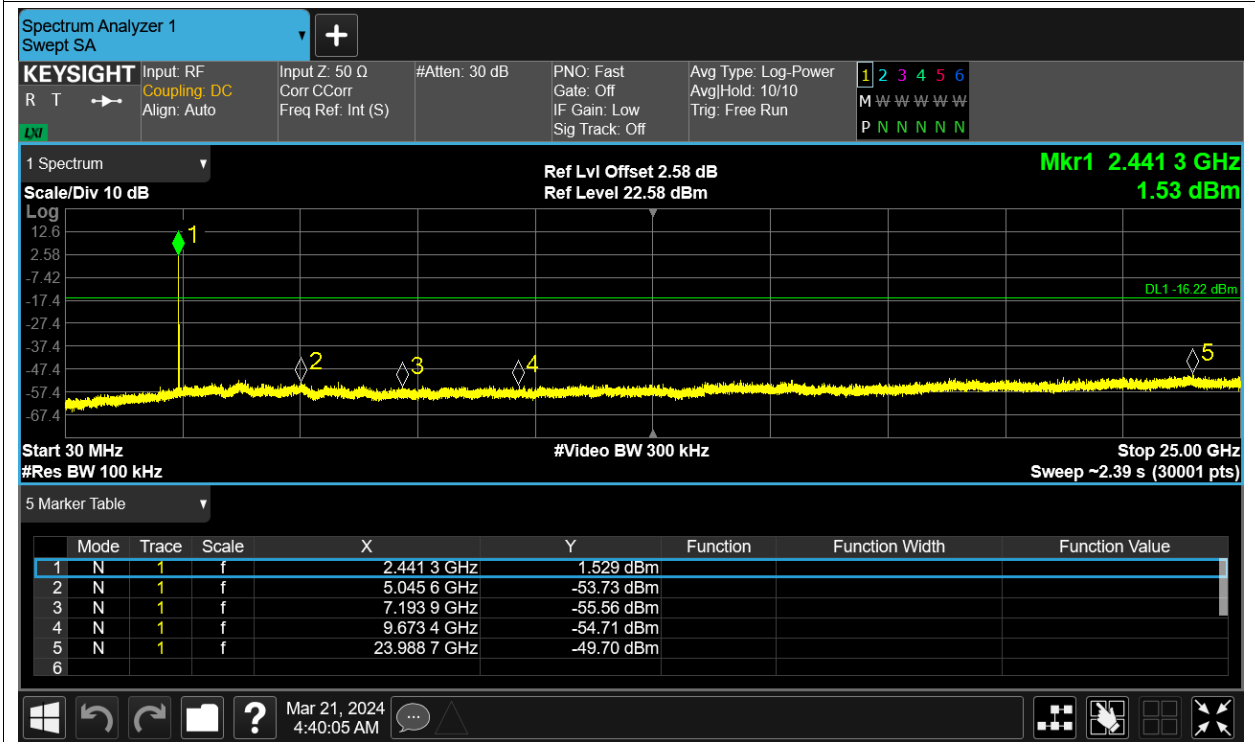 Spectrum Analyzer 1
Swept SA
+
KEYSIGHT
R T
LXI
Input: RF
Coupling: DC
Align: Auto
Input Z: 50 Ω
Corr CCorr
Freq Ref: Int (S)
#Atten: 30 dB
PNO: Fast
Gate: Off
IF Gain: Low
Sig Track: Off
Avg Type: Log-Power
Avg|Hold: 10/10
Trig: Free Run
1 2 3 4 5 6
M W W W W W
P N N N N N
1 Spectrum
Scale/Div 10 dB
Ref Lvl Offset 2.58 dB
Ref Level 22.58 dBm
Mkr1 2.441 3 GHz
1.53 dBm
Log
12.6
2.58
-7.42
-17.4
-27.4
-37.4
-47.4
-57.4
-67.4
1
DL1 -16.22 dBm
2
3
4
5
Start 30 MHz
#Res BW 100 kHz
#Video BW 300 kHz
Stop 25.00 GHz
Sweep ~2.39 s (30001 pts)
5 Marker Table
Mode Trace Scale X Y Function Function Width Function Value
1 N 1 f 2.441 3 GHz 1.529 dBm
2 N 1 f 5.045 6 GHz -53.73 dBm
3 N 1 f 7.193 9 GHz -55.56 dBm
4 N 1 f 9.673 4 GHz -54.71 dBm
5 N 1 f 23.988 7 GHz -49.70 dBm
6
?
Mar 21, 2024
4:40:05 AM